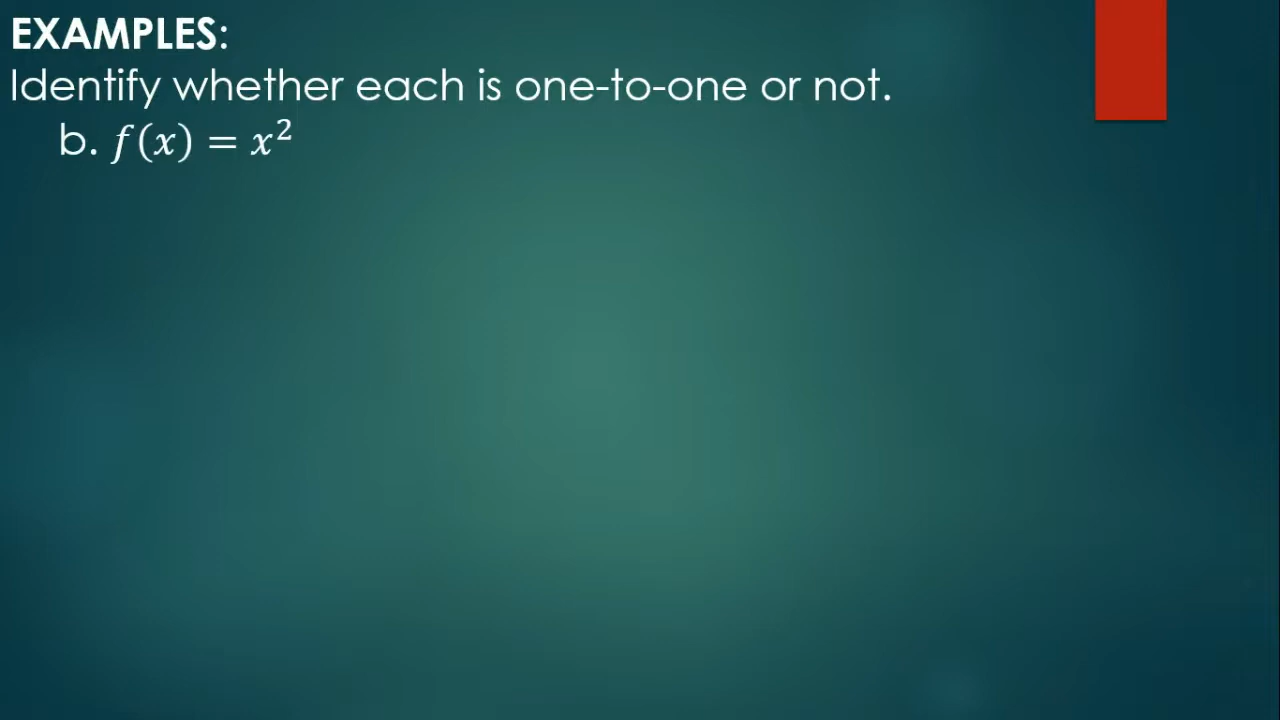 EXAMPLES:
Identify whether each is one-to-one or not.
b. 𝑓(𝑥) = 𝑥²